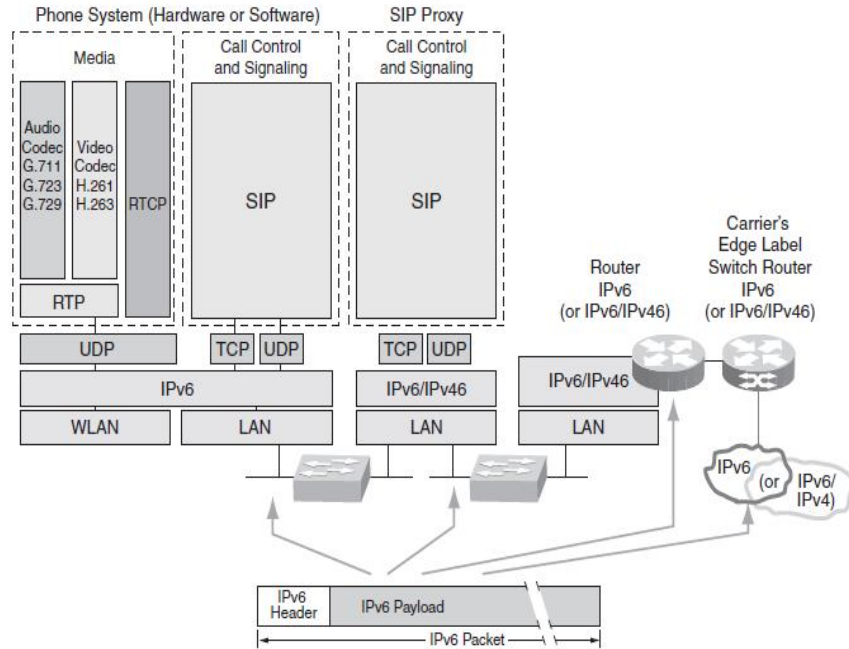 Phone System (Hardware or Software)
SIP Proxy
Media
Call Control
and Signaling
Call Control
and Signaling
Audio
Codec
G.711
G.723
G.729
Video
Codec
H.261
H.263
RTCP
SIP
SIP
RTP
Router
IPv6
(or IPv6/IPv46)
Carrier's
Edge Label
Switch Router
IPv6
(or IPv6/IPv46)
UDP
TCP
UDP
TCP
UDP
IPv6
IPv6/IPv46
IPv6/IPv46
WLAN
LAN
LAN
LAN
IPv6
(or
IPv6/
IPv4)
IPv6
Header
IPv6 Payload
IPv6 Packet